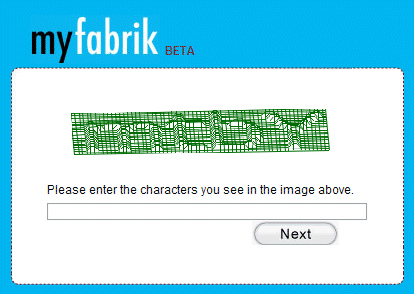 myfabrik BETA
Please enter the characters you see in the image above.
Next